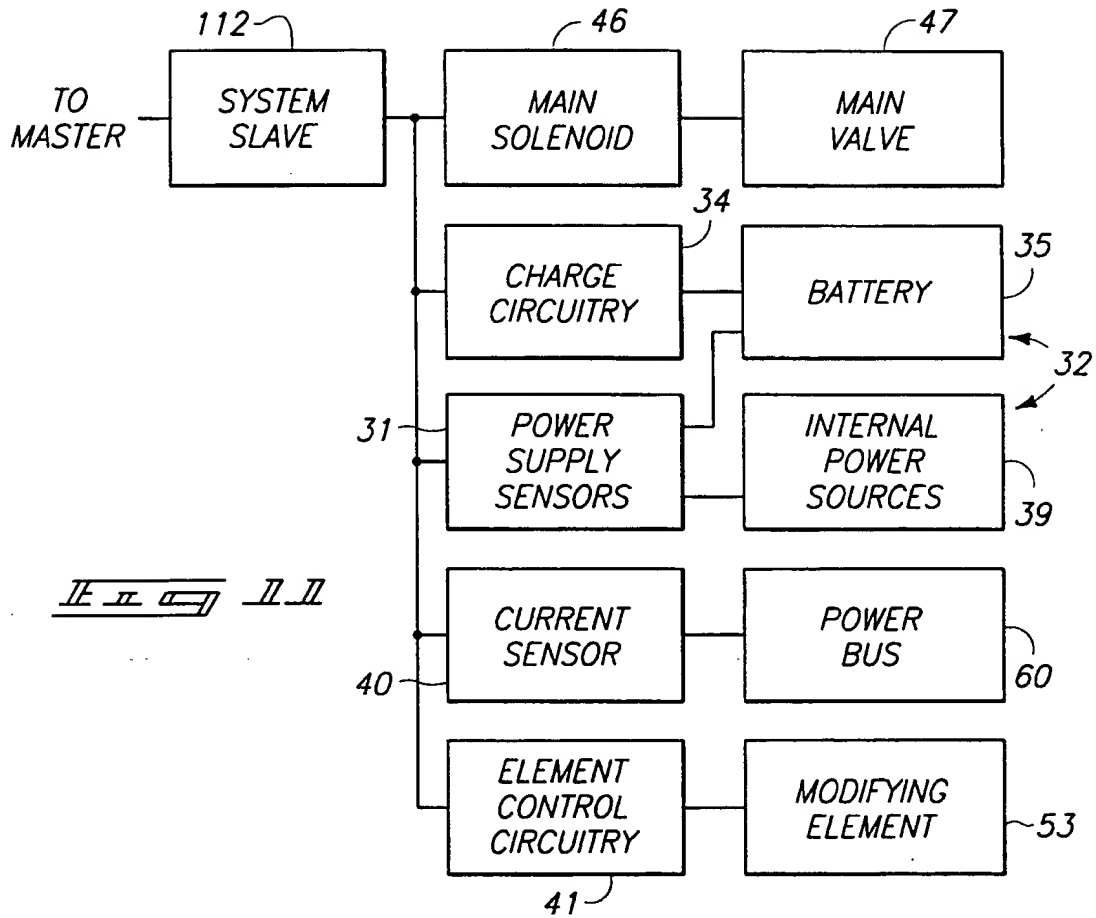 112
46
47
TO
MASTER
SYSTEM
SLAVE
MAIN
SOLENOID
MAIN
VALVE
34
CHARGE
CIRCUITRY
BATTERY
35
32
31
POWER
SUPPLY
SENSORS
INTERNAL
POWER
SOURCES
39
Fig 11
CURRENT
SENSOR
40
POWER
BUS
60
ELEMENT
CONTROL
CIRCUITRY
41
MODIFYING
ELEMENT
53